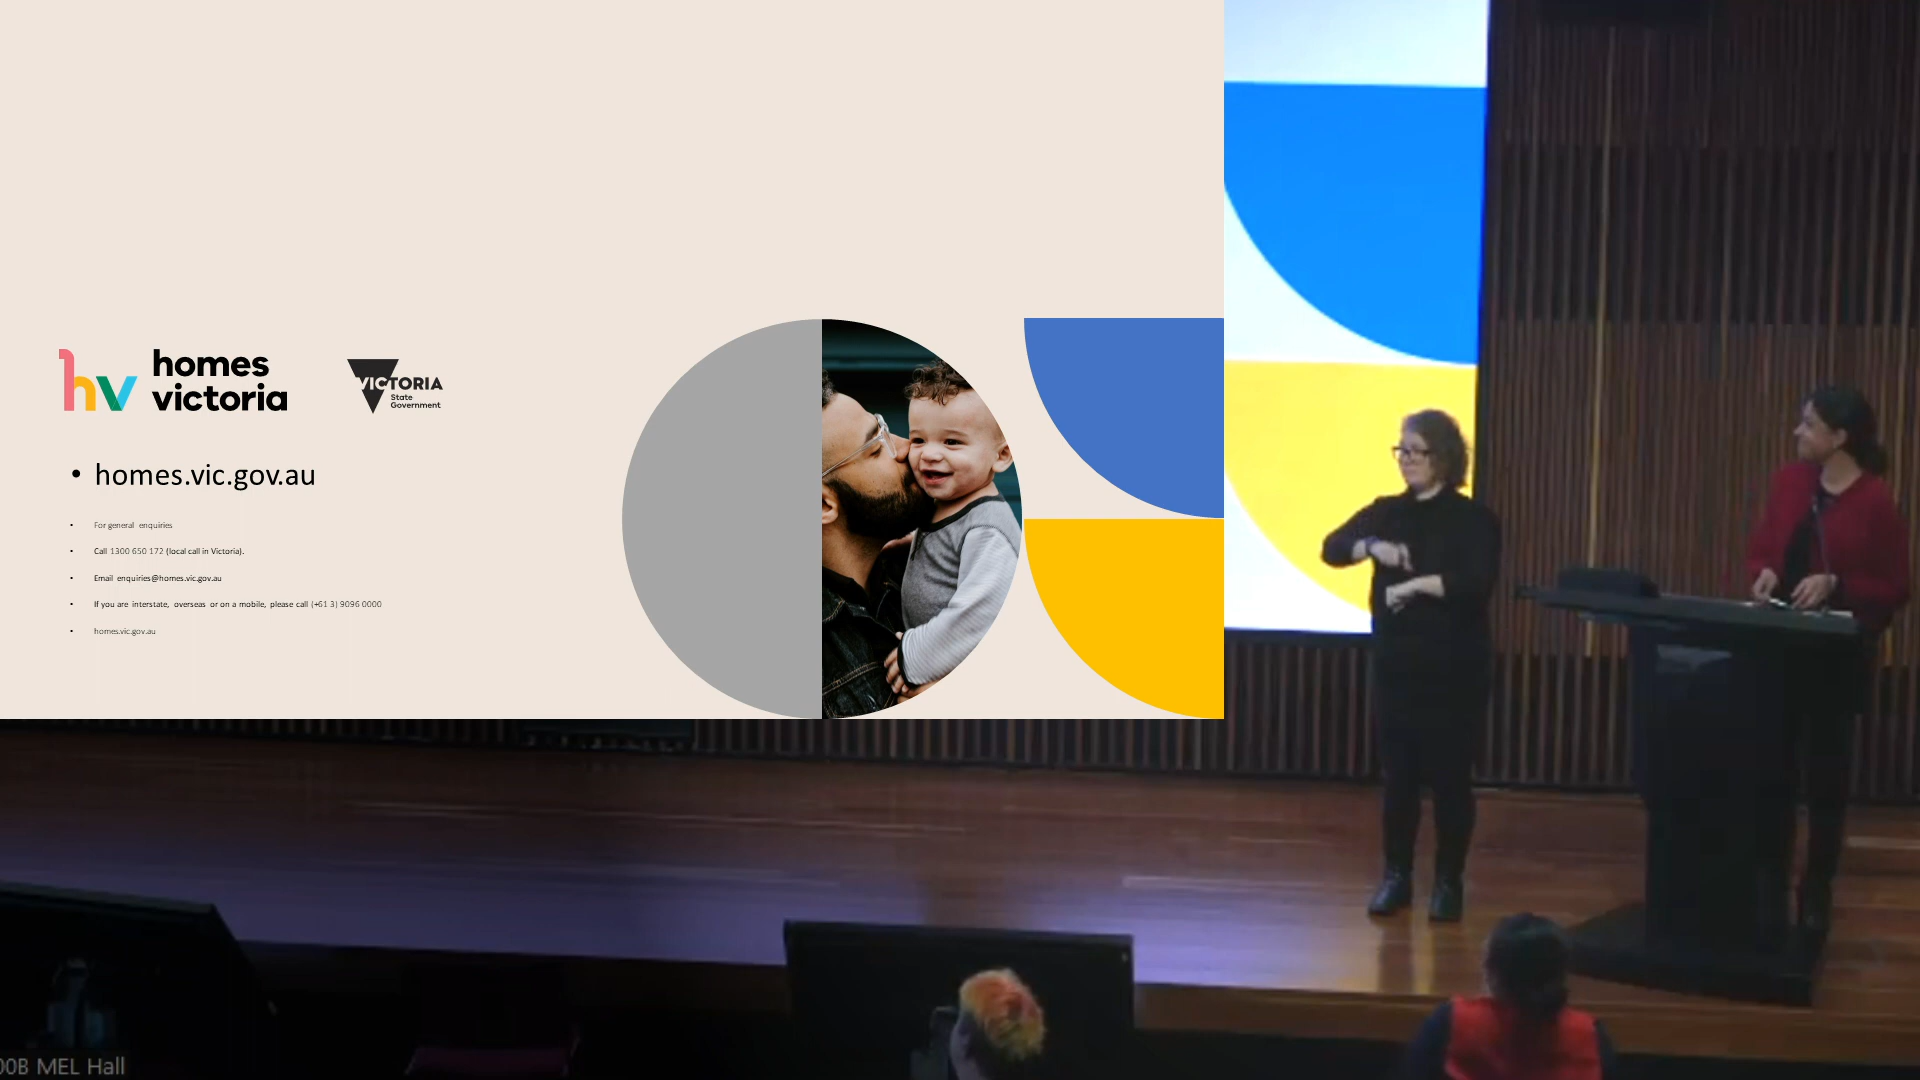 hv homes
victoria
VICTORIA
State
Government
• homes.vic.gov.au
• For general enquiries
• Call 1300 650 172 (local call in Victoria).
• Email enquiries@homes.vic.gov.au
• If you are interstate, overseas or on a mobile, please call (+61 3) 9096 0000
• homes.vic.gov.au
00B MEL Hall